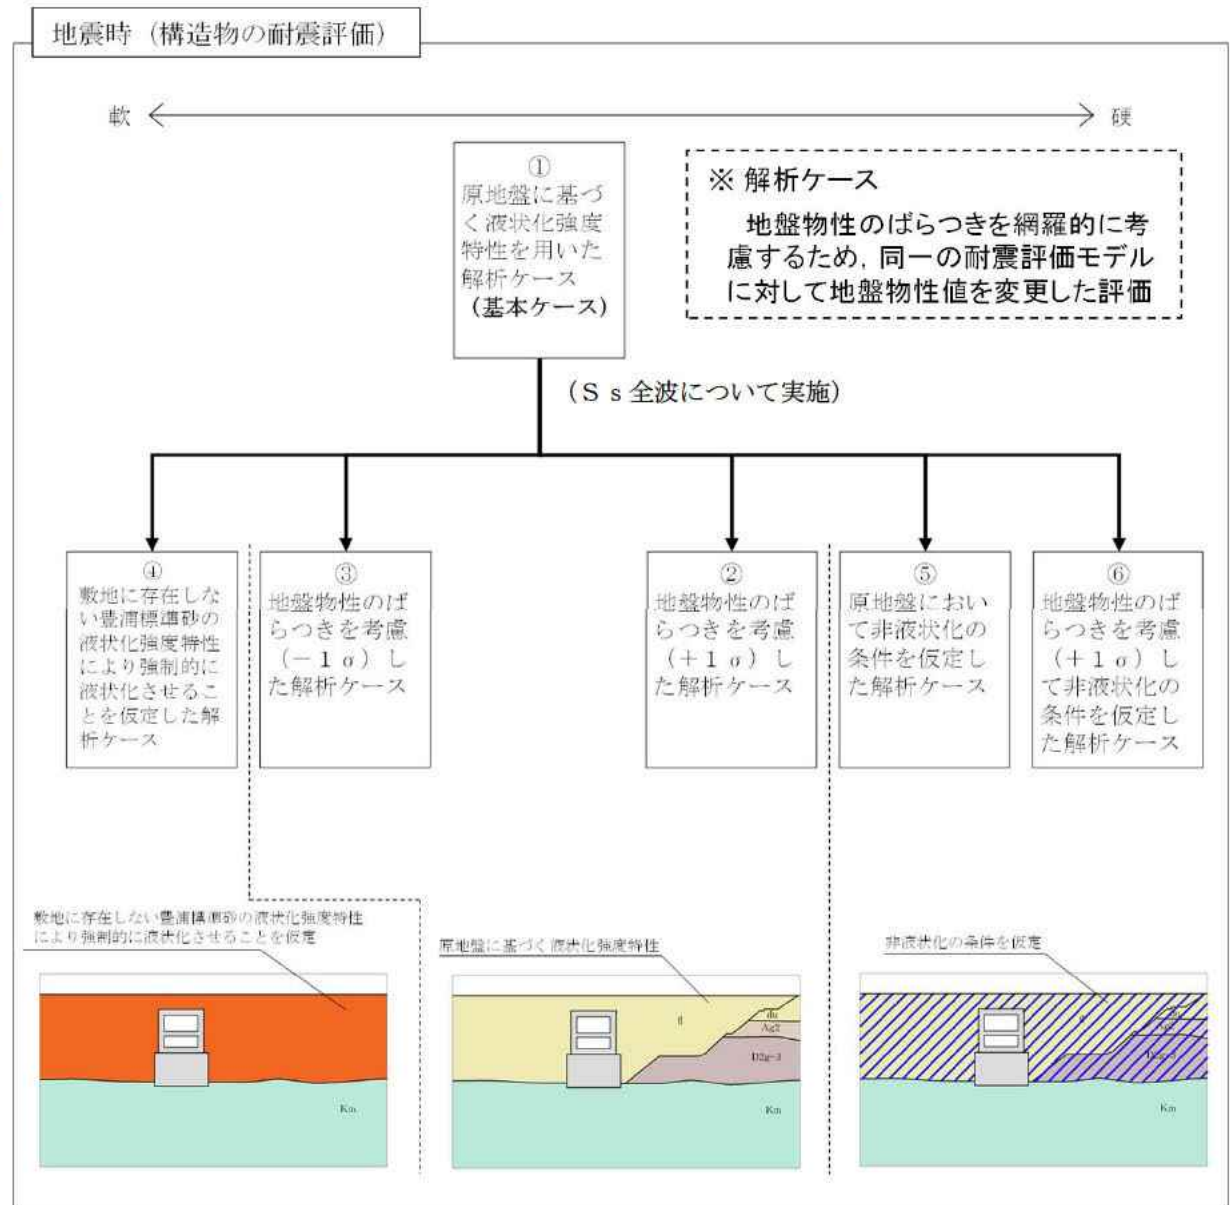 地震時（構造物の耐震評価）
軟
硬
①
原地盤に基づ
く液状化強度
特性を用いた
解析ケース
（基本ケース）
※ 解析ケース
地盤物性のばらつきを網羅的に考
慮するため，同一の耐震評価モデル
に対して地盤物性値を変更した評価
（Ｓｓ全波について実施）
④
敷地に存在しな
い豊浦標準砂の
液状化強度特性
により強制的に
液状化させるこ
とを仮定した解
析ケース
③
地盤物性のば
らつきを考慮
（－１σ）し
た解析ケース
②
地盤物性のば
らつきを考慮
（＋１σ）し
た解析ケース
⑤
原地盤におい
て非液状化の
条件を仮定し
た解析ケース
⑥
地盤物性のば
らつきを考慮
（＋１σ）し
て非液状化の
条件を仮定し
た解析ケース
敷地に存在しない豊浦標準砂の液状化強度特性
により強制的に液状化させることを仮定
原地盤に基づく液状化強度特性
非液状化の条件を仮定
Km
du
Ag2
D2g-3
Km
Km